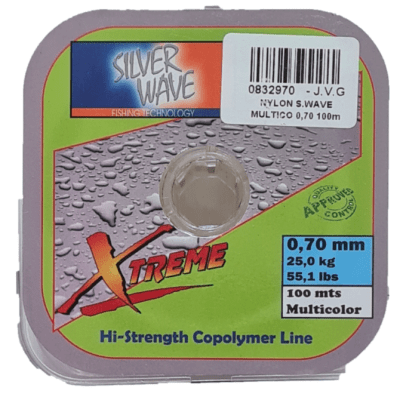 SILVER
WAVE
FISHING TECHNOLOGY
0832970 - J.V.G
NYLON S.WAVE
MULTICO 0,70 100m
QUALITY
APPROVED
CONTROL
XTREME
0,70 mm
25,0 kg
55,1 lbs
100 mts
Multicolor
Hi-Strength Copolymer Line